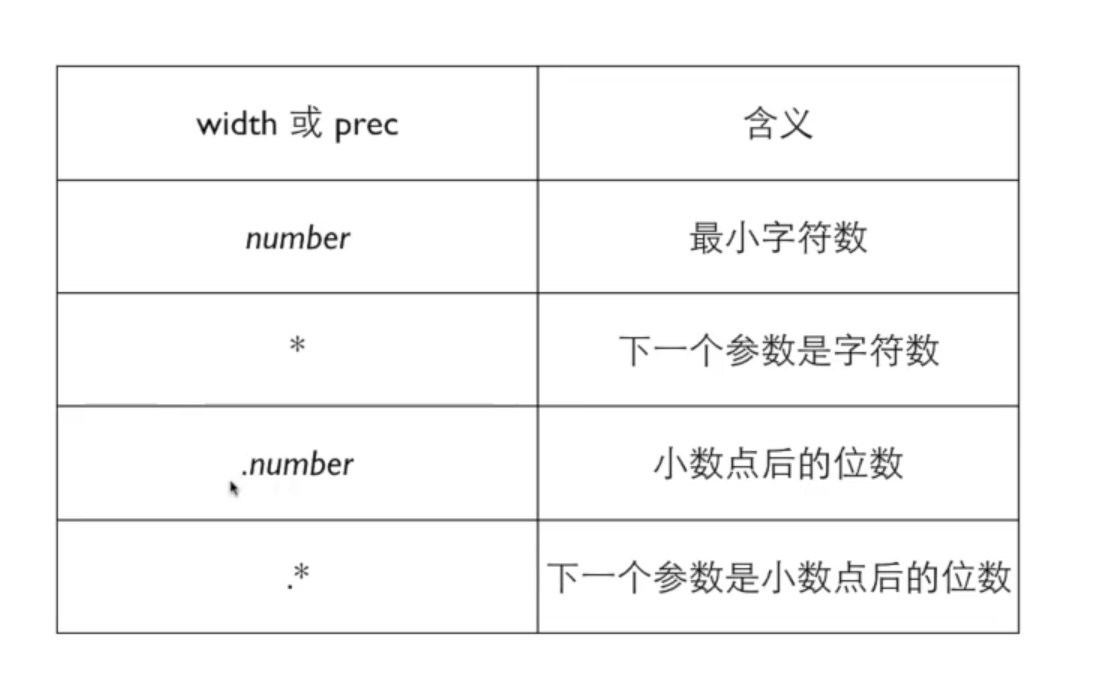 width 或 prec
含义
number
最小字符数
*
下一个参数是字符数
.number
小数点后的位数
.*
下一个参数是小数点后的位数